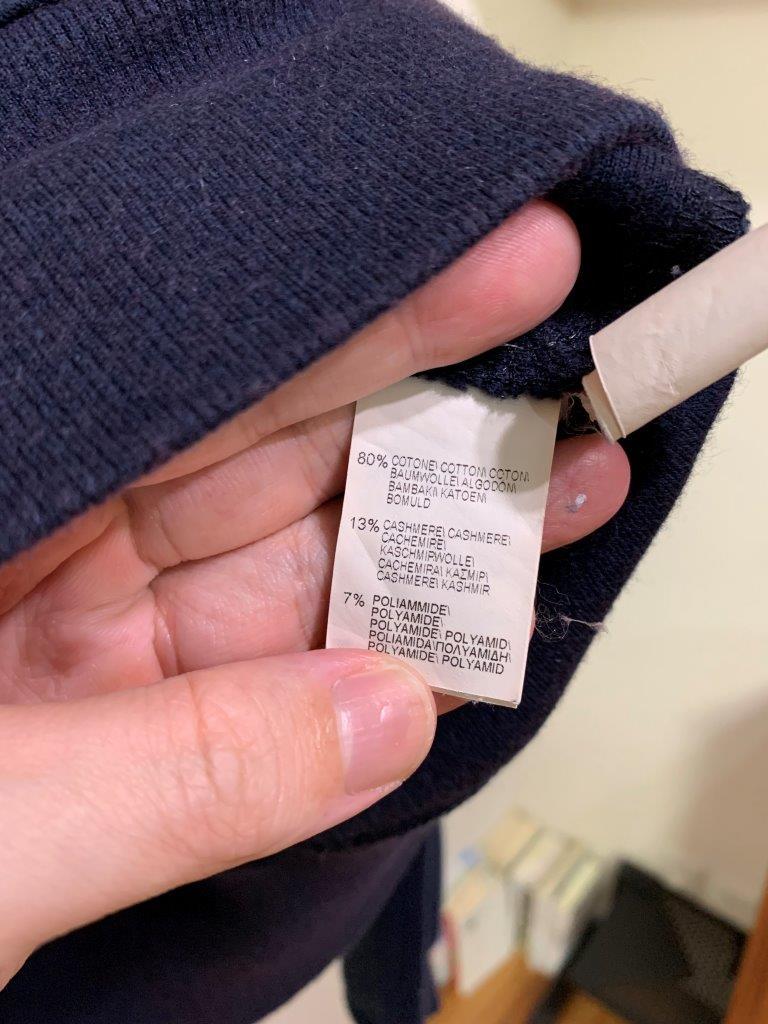 80% COTONE\ COTTON\ COTON\
BAUMWOLLE\ ALGODÓN\
BAMBAKI\ KATOEN\
BOMULD
13% CASHMERE\ CASHMERE\
CACHEMIRE\
KASCHMIRWOLLE\
CACHEMIRA\ ΚΑΣΜΙΡ\
CASHMERE\ KASHMIR
7% POLIAMMIDE\
POLYAMIDE\
POLYAMIDE\ POLYAMID\
POLIAMIDA\ΠΟΛΥΑΜΙΔΗ\
POLYAMIDE\ POLYAMID